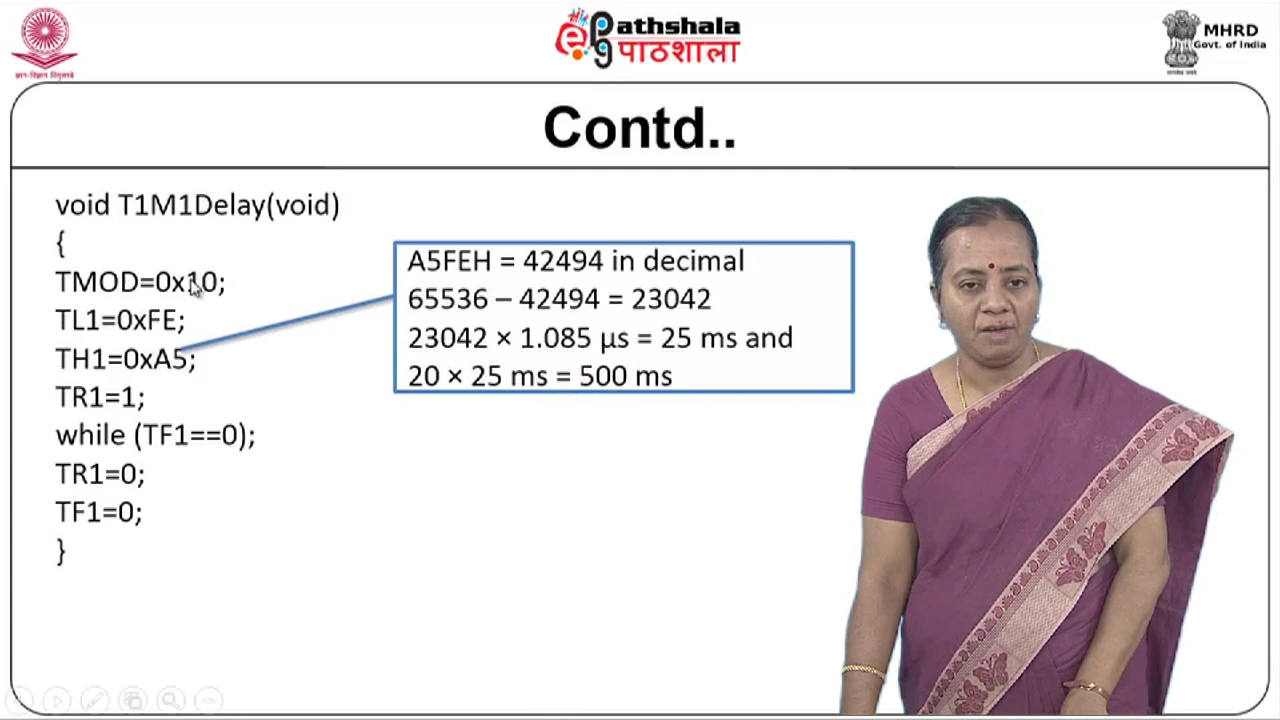 ePG Pathshala
पाठशाला
MHRD
Govt. of India
Contd..
void T1M1Delay(void)
{
TMOD=0x10;
TL1=0xFE;
TH1=0xA5;
TR1=1;
while (TF1==0);
TR1=0;
TF1=0;
}
A5FEH = 42494 in decimal
65536 – 42494 = 23042
23042 × 1.085 μs = 25 ms and
20 × 25 ms = 500 ms